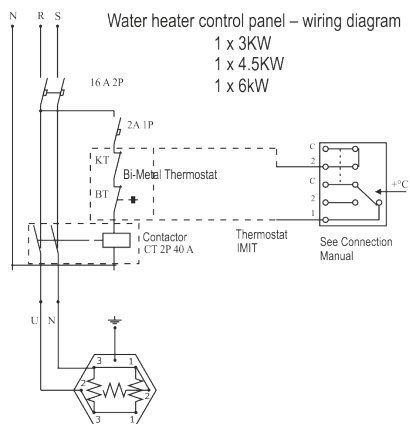 Water heater control panel – wiring diagram
1 x 3KW
1 x 4.5KW
1 x 6kW
N R S
16 A 2P
2A 1P
KT
Bi-Metal Thermostat
BT
C
2
C
2
1
+°C
Contactor
CT 2P 40 A
Thermostat
IMIT
See Connection
Manual
U N
3 1
2 2
3 1